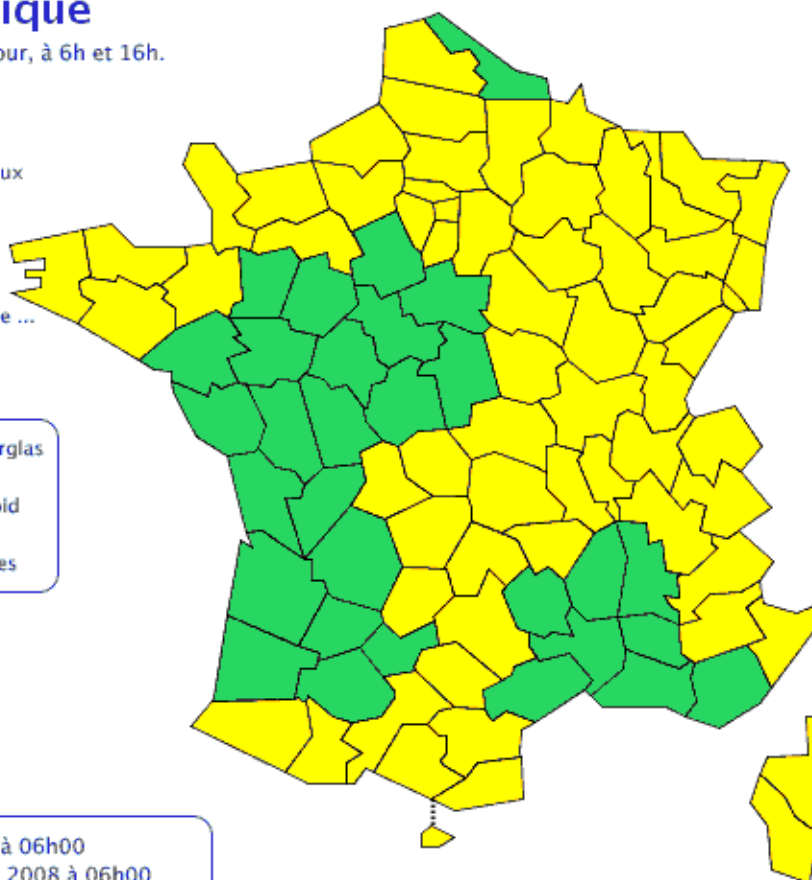 ique
our, à 6h et 16h.
ux
e ...
rglas
oid
es
à 06h00
2008 à 06h00